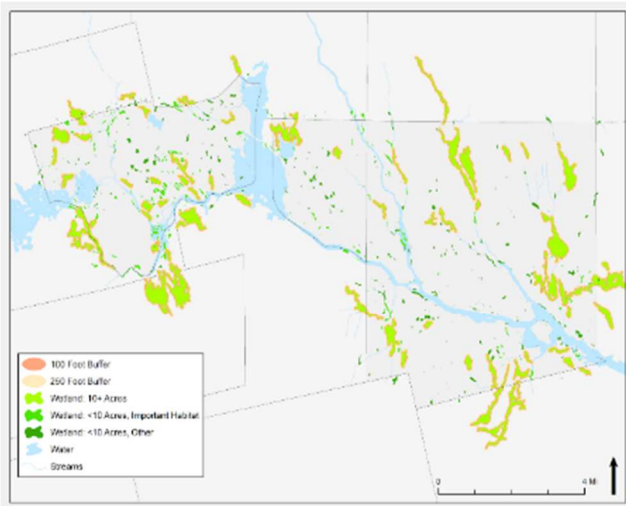 100 Foot Buffer
250 Foot Buffer
Wetland: 10+ Acres
Wetland: <10 Acres, Important Habitat
Wetland: <10 Acres, Other
Water
Streams
0 4 Mi